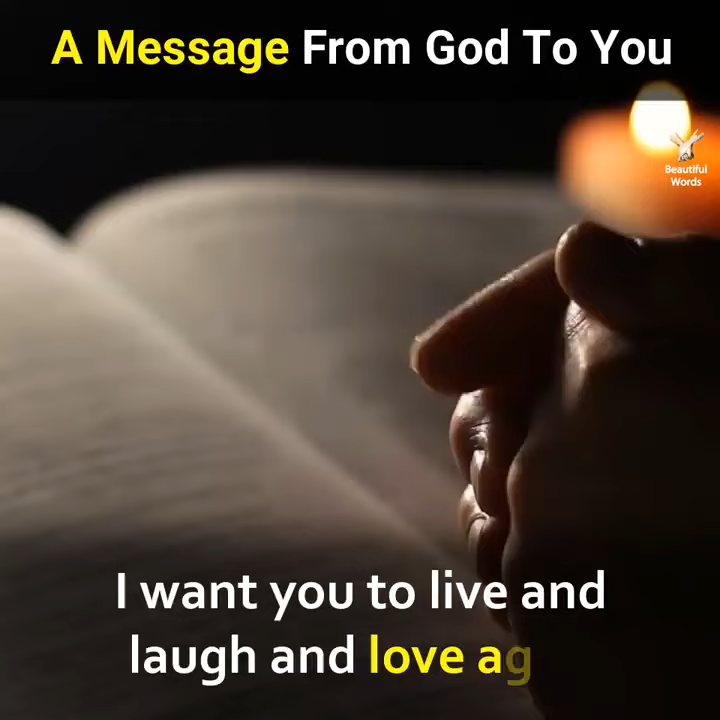 A Message From God To You
Beautiful
Words
I want you to live and
laugh and love ag